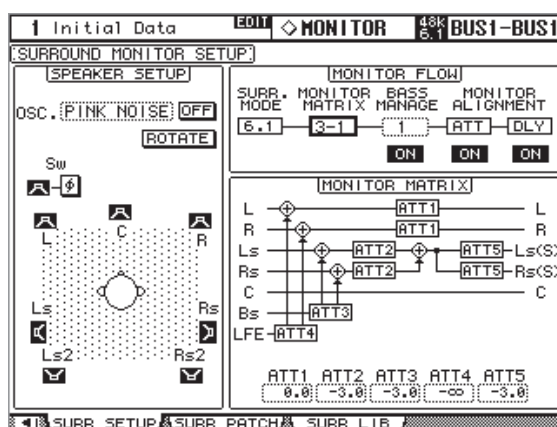 1 Initial Data EDIT ◇MONITOR 48K 6.1 BUS1-BUS1
SURROUND MONITOR SETUP
SPEAKER SETUP
OSC. PINK NOISE OFF
ROTATE
Sw
ϕ
L C R
Ls Rs
Ls2 Rs2
MONITOR FLOW
SURR. MODE MONITOR MATRIX BASS MANAGE MONITOR ALIGNMENT
6.1 3-1 1 ATT DLY
ON ON ON
MONITOR MATRIX
L ATT1 L
R ATT1 R
Ls ATT2 ATT5 Ls(S)
Rs ATT2 ATT5 Rs(S)
C C
Bs ATT3
LFE ATT4
ATT1 ATT2 ATT3 ATT4 ATT5
0.0 -3.0 -3.0 -∞ -3.0
SURR SETUP SURR PATCH SURR LIB